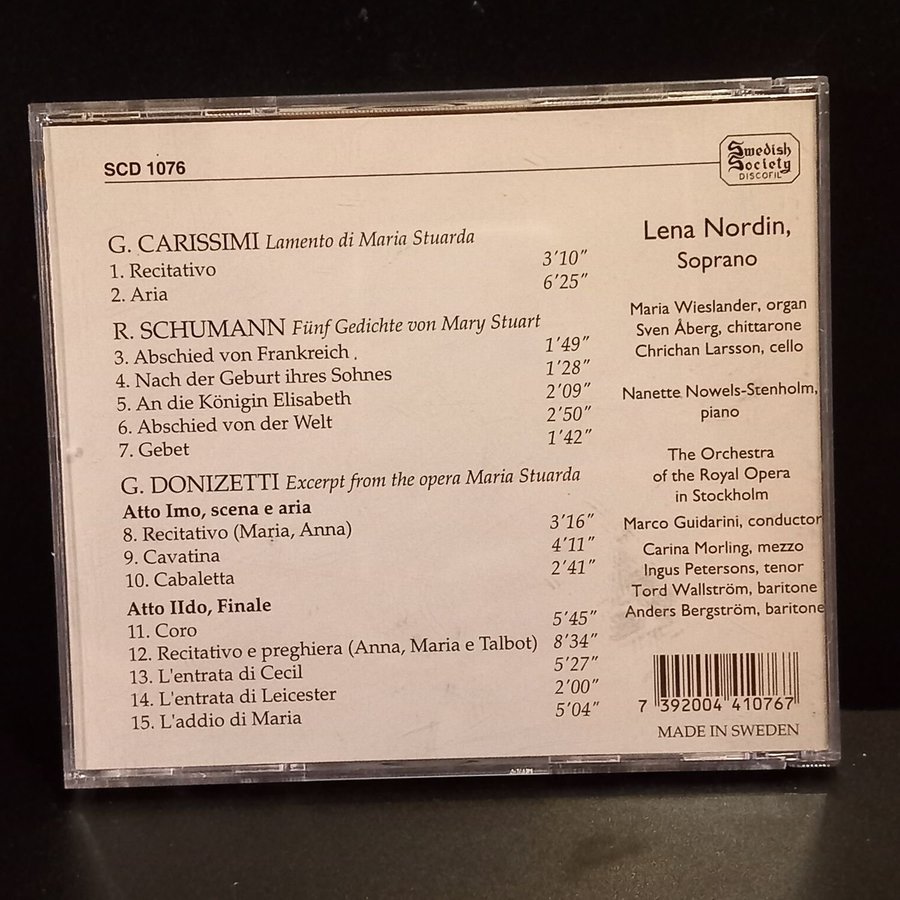 SCD 1076
Swedish
Society
DISCOFIL
G. CARISSIMI Lamento di Maria Stuarda
1. Recitativo 3'10"
2. Aria 6'25"
R. SCHUMANN Fünf Gedichte von Mary Stuart
3. Abschied von Frankreich 1'49"
4. Nach der Geburt ihres Sohnes 1'28"
5. An die Königin Elisabeth 2'09"
6. Abschied von der Welt 2'50"
7. Gebet 1'42"
G. DONIZETTI Excerpt from the opera Maria Stuarda
Atto Imo, scena e aria
8. Recitativo (Maria, Anna) 3'16"
9. Cavatina 4'11"
10. Cabaletta 2'41"
Atto IIdo, Finale
11. Coro 5'45"
12. Recitativo e preghiera (Anna, Maria e Talbot) 8'34"
13. L'entrata di Cecil 5'27"
14. L'entrata di Leicester 2'00"
15. L'addio di Maria 5'04"
Lena Nordin,
Soprano
Maria Wieslander, organ
Sven Åberg, chittarone
Chrichan Larsson, cello
Nanette Nowels-Stenholm,
piano
The Orchestra
of the Royal Opera
in Stockholm
Marco Guidarini, conductor
Carina Morling, mezzo
Ingus Petersons, tenor
Tord Wallström, baritone
Anders Bergström, baritone
7 392004 410767
MADE IN SWEDEN